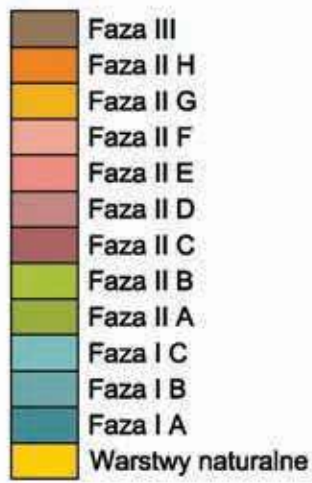 Faza III
Faza II H
Faza II G
Faza II F
Faza II E
Faza II D
Faza II C
Faza II B
Faza II A
Faza I C
Faza I B
Faza I A
Warstwy naturalne